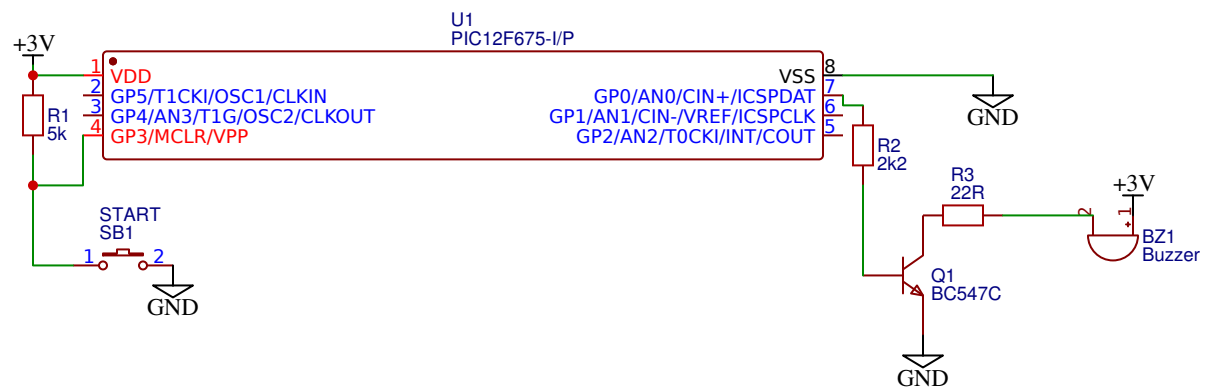 U1
PIC12F675-I/P
+3V
1
VDD
2
GP5/T1CKI/OSC1/CLKIN
3
GP4/AN3/T1G/OSC2/CLKOUT
4
GP3/MCLR/VPP
VSS
8
GP0/AN0/CIN+/ICSPDAT
7
GP1/AN1/CIN-/VREF/ICSPCLK
6
GP2/AN2/T0CKI/INT/COUT
5
R1
5k
GND
R2
2k2
R3
22R
+3V
2
1
+
BZ1
Buzzer
START
SB1
1
2
GND
Q1
BC547C
GND